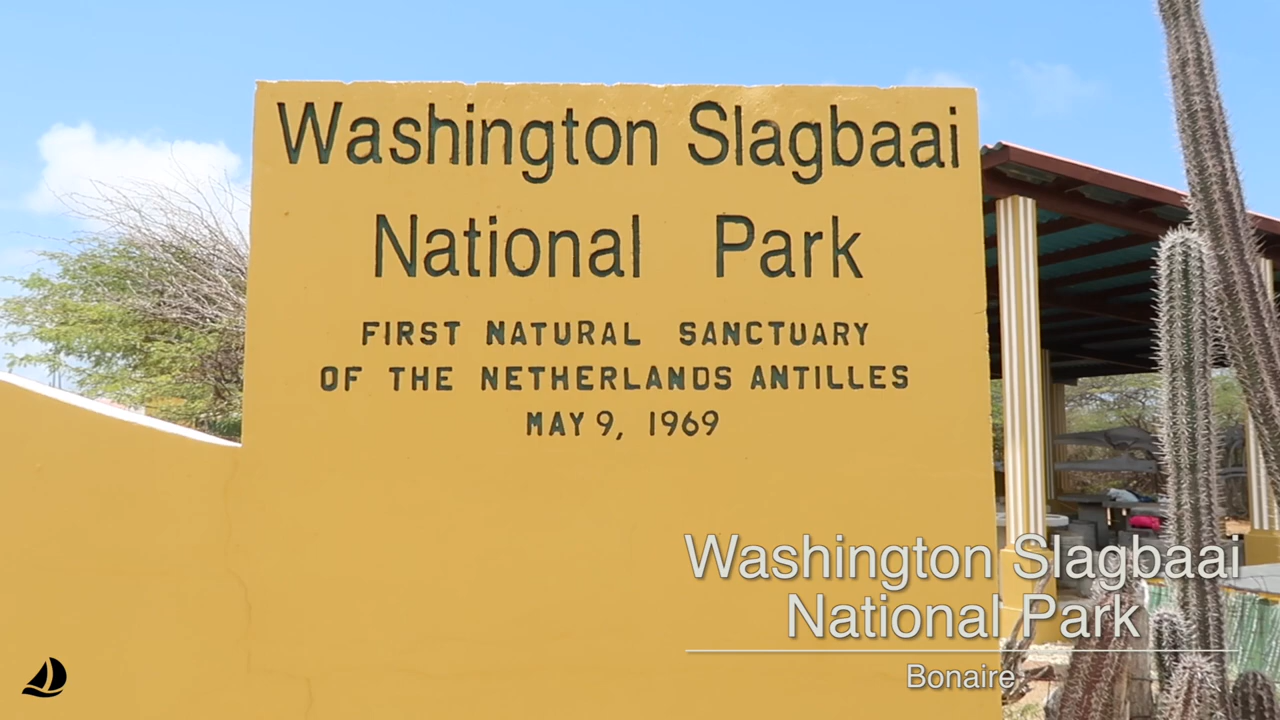 Washington Slagbaai
National Park
FIRST NATURAL SANCTUARY
OF THE NETHERLANDS ANTILLES
MAY 9, 1969
Washington Slagbaai
National Park
Bonaire